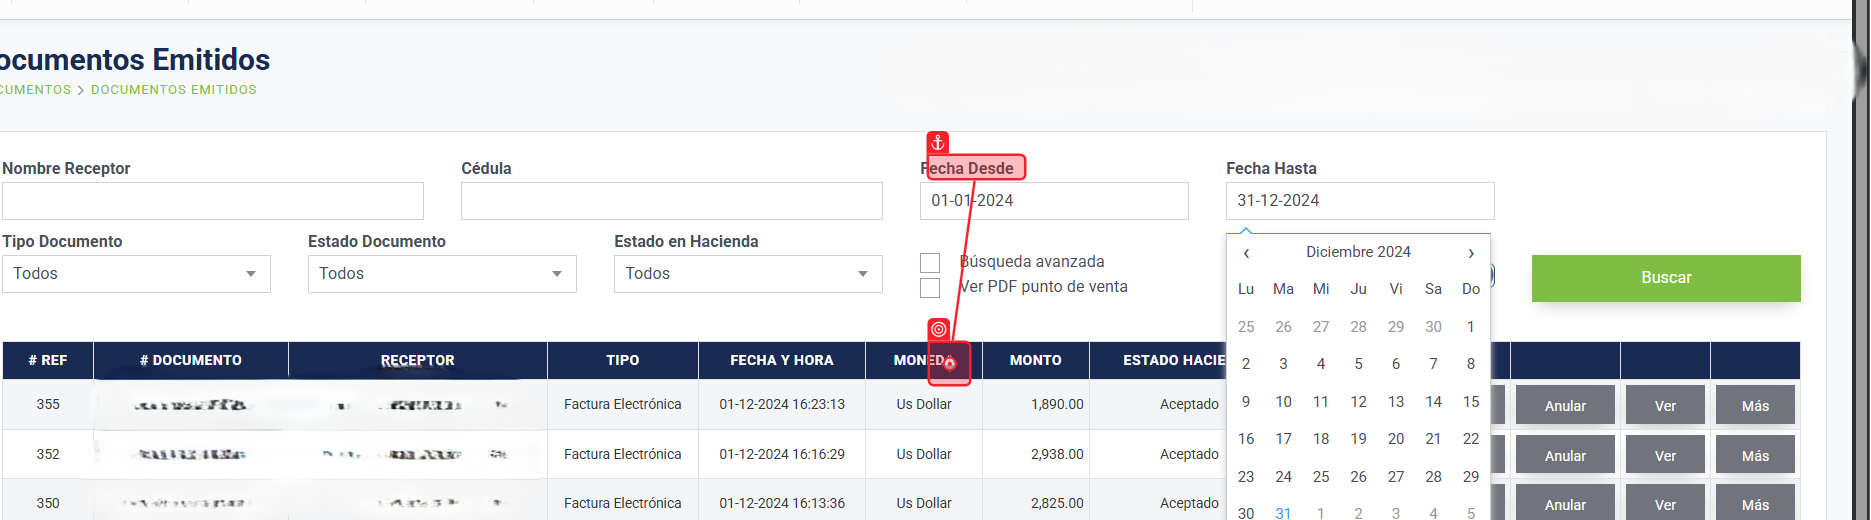 ocumentos Emitidos
CUMENTOS > DOCUMENTOS EMITIDOS
Nombre Receptor Cédula Fecha Desde Fecha Hasta
01-01-2024 31-12-2024
Tipo Documento Estado Documento Estado en Hacienda
Todos Todos Todos
Búsqueda avanzada
Ver PDF punto de venta
Buscar
‹ Diciembre 2024 ›
Lu Ma Mi Ju Vi Sa Do
25 26 27 28 29 30 1
2 3 4 5 6 7 8
9 10 11 12 13 14 15
16 17 18 19 20 21 22
23 24 25 26 27 28 29
30 31 1 2 3 4 5
# REF # DOCUMENTO RECEPTOR TIPO FECHA Y HORA MONEDA MONTO ESTADO HACIE
355 Factura Electrónica 01-12-2024 16:23:13 Us Dollar 1,890.00 Aceptado Anular Ver Más
352 Factura Electrónica 01-12-2024 16:16:29 Us Dollar 2,938.00 Aceptado Anular Ver Más
350 Factura Electrónica 01-12-2024 16:13:36 Us Dollar 2,825.00 Aceptado Anular Ver Más